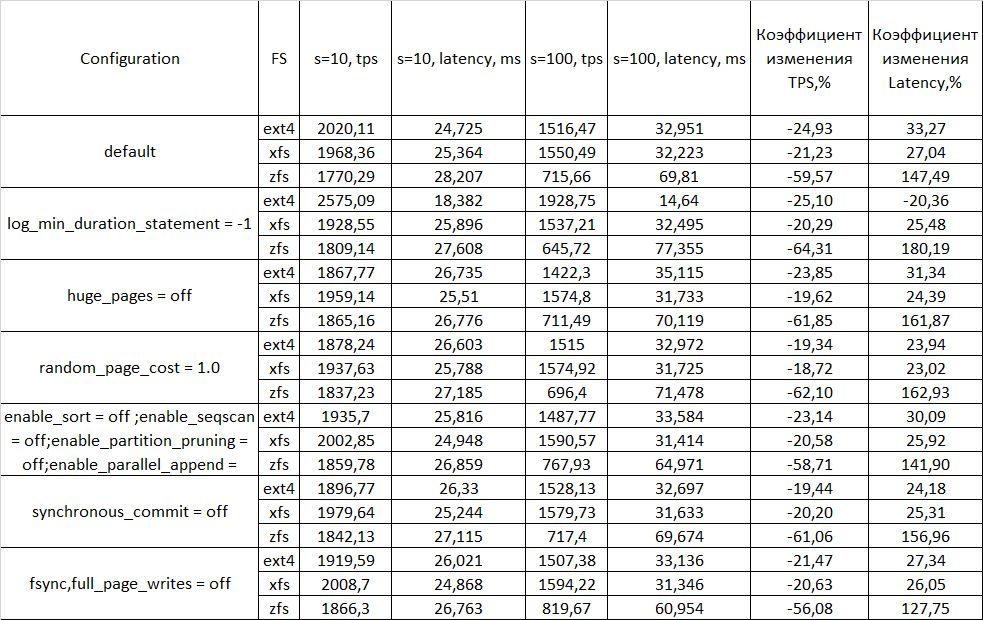 Configuration FS s=10, tps s=10, latency, ms s=100, tps s=100, latency, ms Коэффициент изменения TPS,% Коэффициент изменения Latency,%
default
ext4 2020,11 24,725 1516,47 32,951 -24,93 33,27
xfs 1968,36 25,364 1550,49 32,223 -21,23 27,04
zfs 1770,29 28,207 715,66 69,81 -59,57 147,49
log_min_duration_statement = -1
ext4 2575,09 18,382 1928,75 14,64 -25,10 -20,36
xfs 1928,55 25,896 1537,21 32,495 -20,29 25,48
zfs 1809,14 27,608 645,72 77,355 -64,31 180,19
huge_pages = off
ext4 1867,77 26,735 1422,3 35,115 -23,85 31,34
xfs 1959,14 25,51 1574,8 31,733 -19,62 24,39
zfs 1865,16 26,776 711,49 70,119 -61,85 161,87
random_page_cost = 1.0
ext4 1878,24 26,603 1515 32,972 -19,34 23,94
xfs 1937,63 25,788 1574,92 31,725 -18,72 23,02
zfs 1837,23 27,185 696,4 71,478 -62,10 162,93
enable_sort = off ;enable_seqscan
= off;enable_partition_pruning =
off;enable_parallel_append =
ext4 1935,7 25,816 1487,77 33,584 -23,14 30,09
xfs 2002,85 24,948 1590,57 31,414 -20,58 25,92
zfs 1859,78 26,859 767,93 64,971 -58,71 141,90
synchronous_commit = off
ext4 1896,77 26,33 1528,13 32,697 -19,44 24,18
xfs 1979,64 25,244 1579,73 31,633 -20,20 25,31
zfs 1842,13 27,115 717,4 69,674 -61,06 156,96
fsync,full_page_writes = off
ext4 1919,59 26,021 1507,38 33,136 -21,47 27,34
xfs 2008,7 24,868 1594,22 31,346 -20,63 26,05
zfs 1866,3 26,763 819,67 60,954 -56,08 127,75